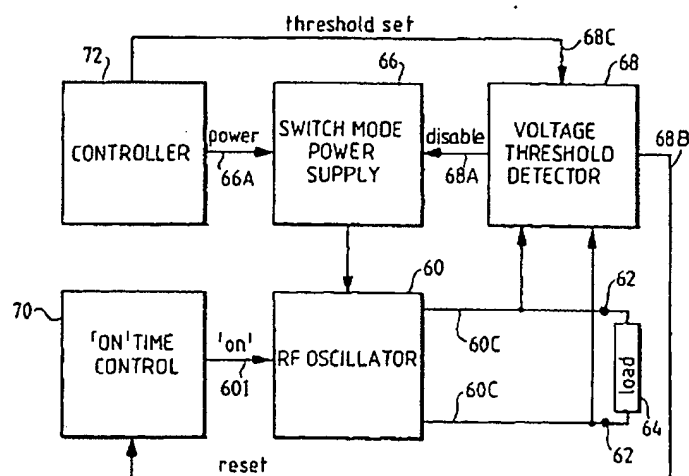 threshold set
68C
72
66
68
68B
CONTROLLER
power
66A
SWITCH MODE
POWER
SUPPLY
disable
68A
VOLTAGE
THRESHOLD
DETECTOR
70
60
62
'ON' TIME
CONTROL
'on'
60I
RF OSCILLATOR
60C
load
60C
62
64
reset